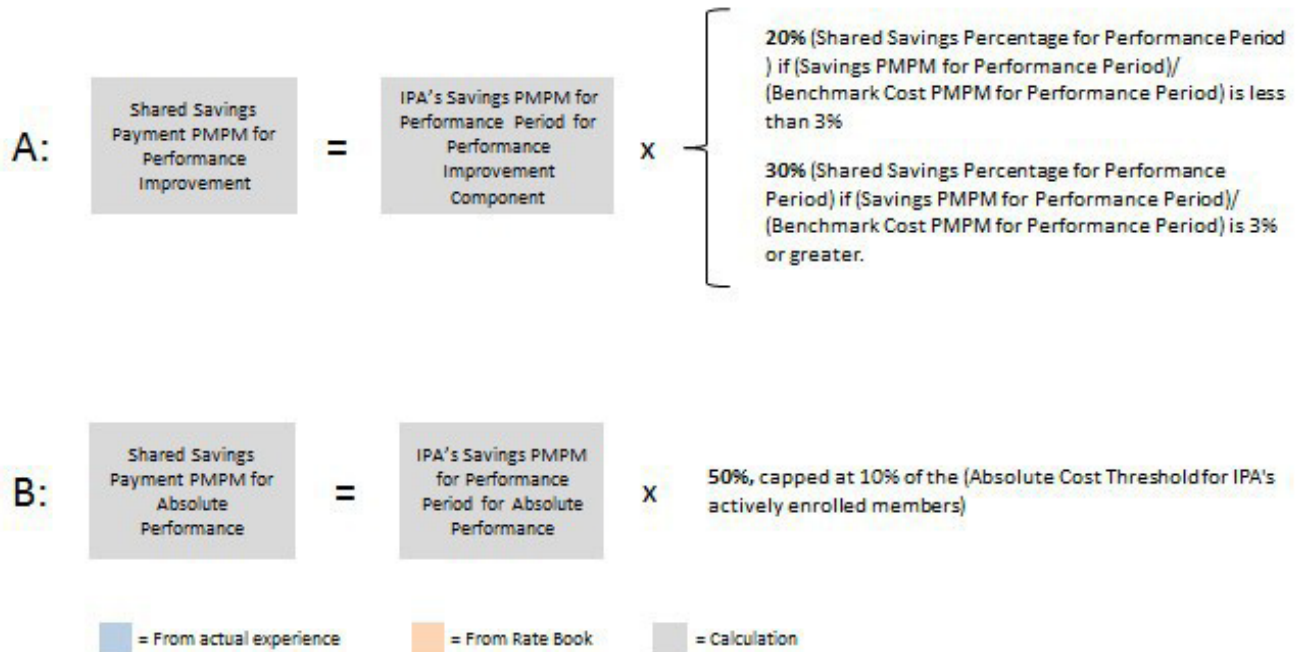 A:
Shared Savings
Payment PMPM for
Performance
Improvement
=
IPA's Savings PMPM for
Performance Period for
Performance
Improvement
Component
x
20% (Shared Savings Percentage for Performance Period
) if (Savings PMPM for Performance Period)/
(Benchmark Cost PMPM for Performance Period) is less
than 3%
30% (Shared Savings Percentage for Performance
Period) if (Savings PMPM for Performance Period)/
(Benchmark Cost PMPM for Performance Period) is 3%
or greater.
B:
Shared Savings
Payment PMPM for
Absolute
Performance
=
IPA's Savings PMPM
for Performance
Period for Absolute
Performance
x
50%, capped at 10% of the (Absolute Cost Threshold for IPA's
actively enrolled members)
= From actual experience
= From Rate Book
= Calculation